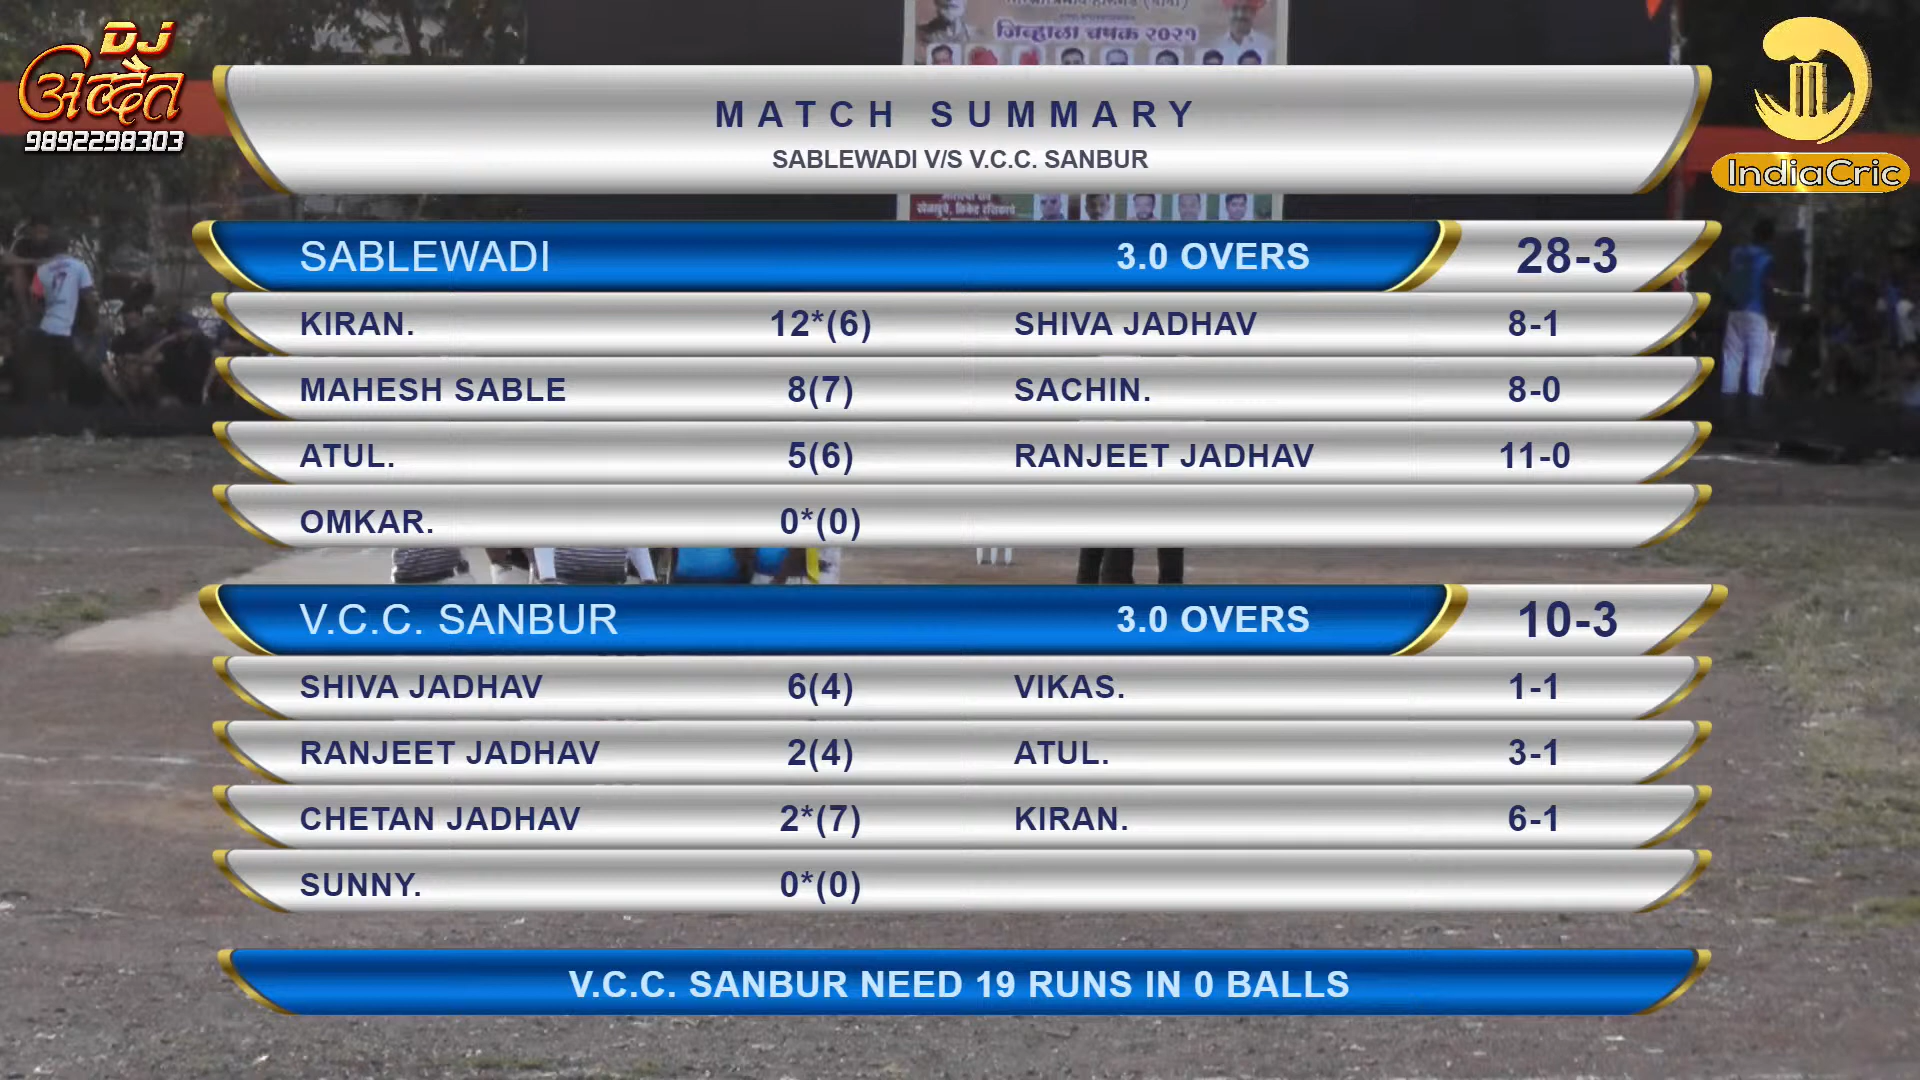 DJ
अव्दैत
9892298303
जिव्हाळा चषक २०२१
IndiaCric
MATCH SUMMARY
SABLEWADI V/S V.C.C. SANBUR
SABLEWADI 3.0 OVERS 28-3
KIRAN. 12*(6) SHIVA JADHAV 8-1
MAHESH SABLE 8(7) SACHIN. 8-0
ATUL. 5(6) RANJEET JADHAV 11-0
OMKAR. 0*(0)
V.C.C. SANBUR 3.0 OVERS 10-3
SHIVA JADHAV 6(4) VIKAS. 1-1
RANJEET JADHAV 2(4) ATUL. 3-1
CHETAN JADHAV 2*(7) KIRAN. 6-1
SUNNY. 0*(0)
V.C.C. SANBUR NEED 19 RUNS IN 0 BALLS